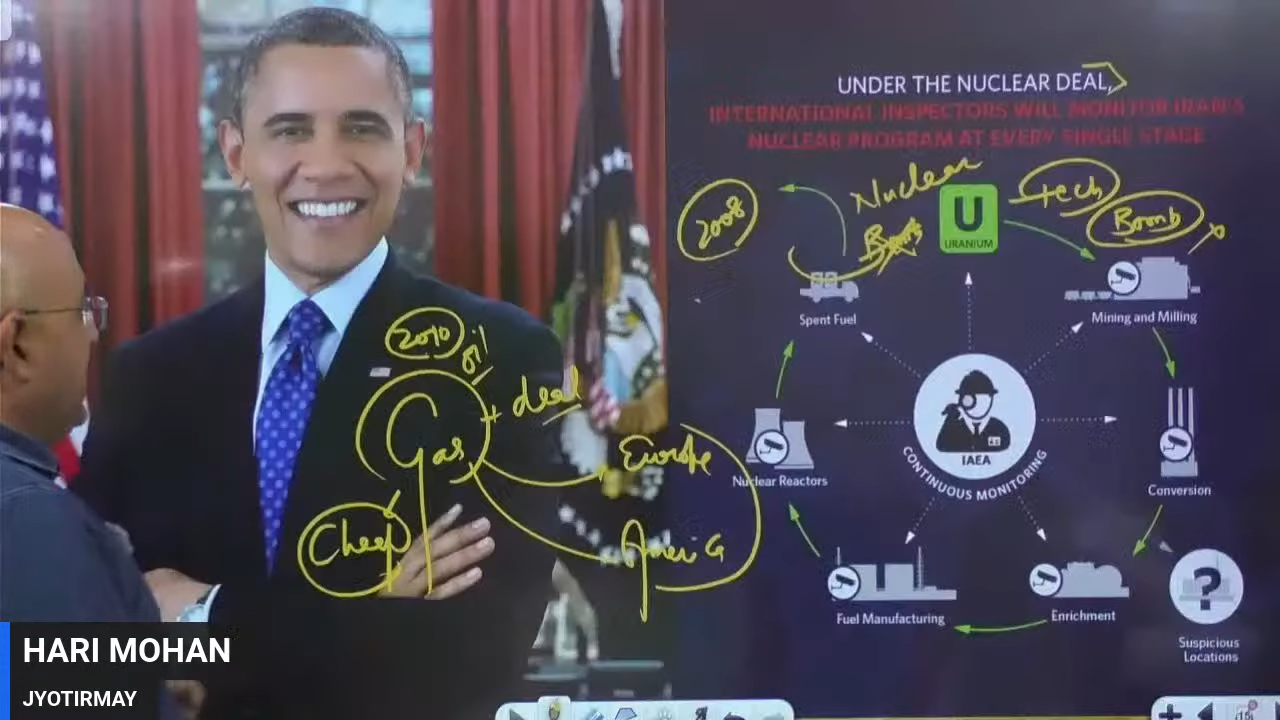 UNDER THE NUCLEAR DEAL,
INTERNATIONAL INSPECTORS WILL MONITOR IRAN'S
NUCLEAR PROGRAM AT EVERY SINGLE STAGE
Nuclear
Tech
Bomb
2008
U
URANIUM
Spent Fuel
Mining and Milling
2010
oil
Gas
+ deal
Europe
Cheep
America
Nuclear Reactors
IAEA
CONTINUOUS MONITORING
Conversion
Fuel Manufacturing
Enrichment
?
Suspicious
Locations
HARI MOHAN
JYOTIRMAY